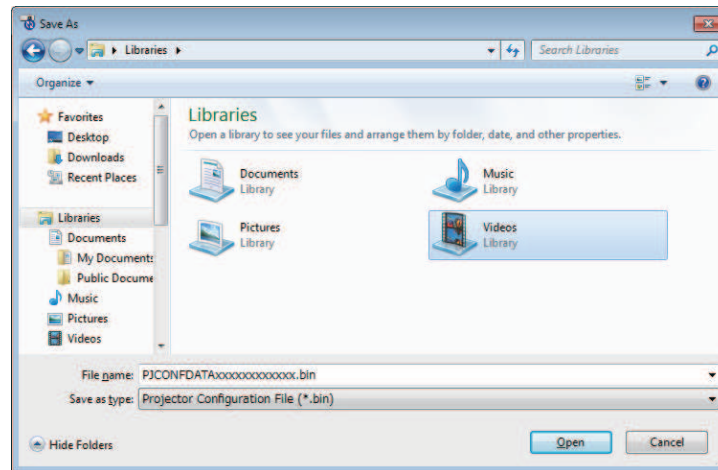 Save As
Libraries
Search Libraries
Organize
Favorites
Desktop
Downloads
Recent Places
Libraries
Documents
My Documents
Public Docume
Music
Pictures
Videos
Libraries
Open a library to see your files and arrange them by folder, date, and other properties.
Documents
Library
Music
Library
Pictures
Library
Videos
Library
File name: PJCONFDATAxxxxxxxxxxxx.bin
Save as type: Projector Configuration File (*.bin)
Hide Folders
Open
Cancel